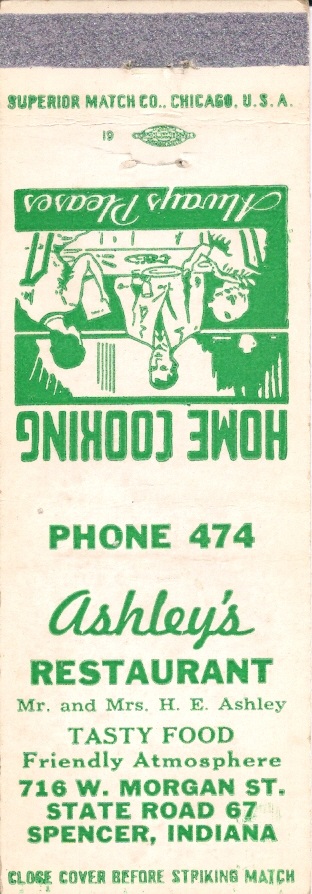 SUPERIOR MATCH CO., CHICAGO, U.S.A.
19
HOME COOKING
Always Pleases
PHONE 474
Ashley's
RESTAURANT
Mr. and Mrs. H. E. Ashley
TASTY FOOD
Friendly Atmosphere
716 W. MORGAN ST.
STATE ROAD 67
SPENCER, INDIANA
CLOSE COVER BEFORE STRIKING MATCH